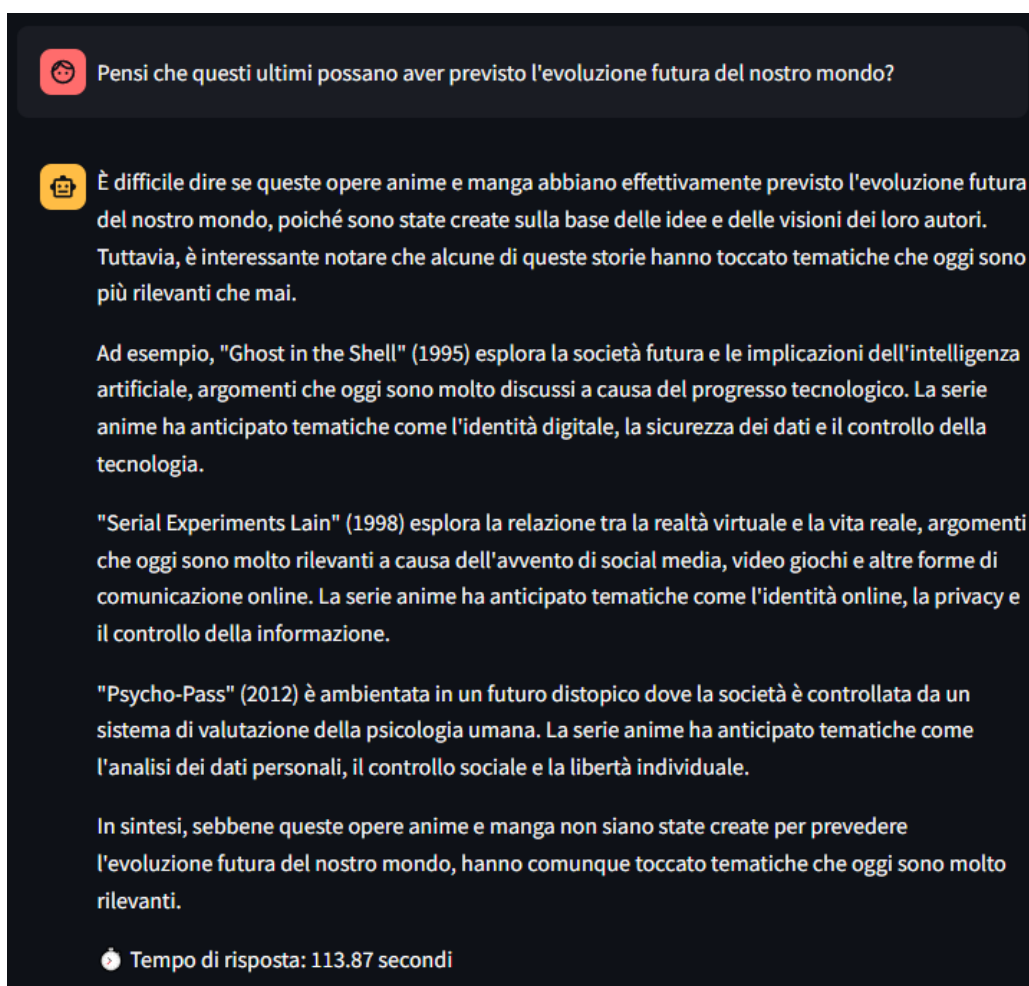 Pensi che questi ultimi possano aver previsto l'evoluzione futura del nostro mondo?
È difficile dire se queste opere anime e manga abbiano effettivamente previsto l'evoluzione futura
del nostro mondo, poiché sono state create sulla base delle idee e delle visioni dei loro autori.
Tuttavia, è interessante notare che alcune di queste storie hanno toccato tematiche che oggi sono
più rilevanti che mai.
Ad esempio, "Ghost in the Shell" (1995) esplora la società futura e le implicazioni dell'intelligenza
artificiale, argomenti che oggi sono molto discussi a causa del progresso tecnologico. La serie
anime ha anticipato tematiche come l'identità digitale, la sicurezza dei dati e il controllo della
tecnologia.
"Serial Experiments Lain" (1998) esplora la relazione tra la realtà virtuale e la vita reale, argomenti
che oggi sono molto rilevanti a causa dell'avvento di social media, video giochi e altre forme di
comunicazione online. La serie anime ha anticipato tematiche come l'identità online, la privacy e
il controllo della informazione.
"Psycho-Pass" (2012) è ambientata in un futuro distopico dove la società è controllata da un
sistema di valutazione della psicologia umana. La serie anime ha anticipato tematiche come
l'analisi dei dati personali, il controllo sociale e la libertà individuale.
In sintesi, sebbene queste opere anime e manga non siano state create per prevedere
l'evoluzione futura del nostro mondo, hanno comunque toccato tematiche che oggi sono molto
rilevanti.
Tempo di risposta: 113.87 secondi